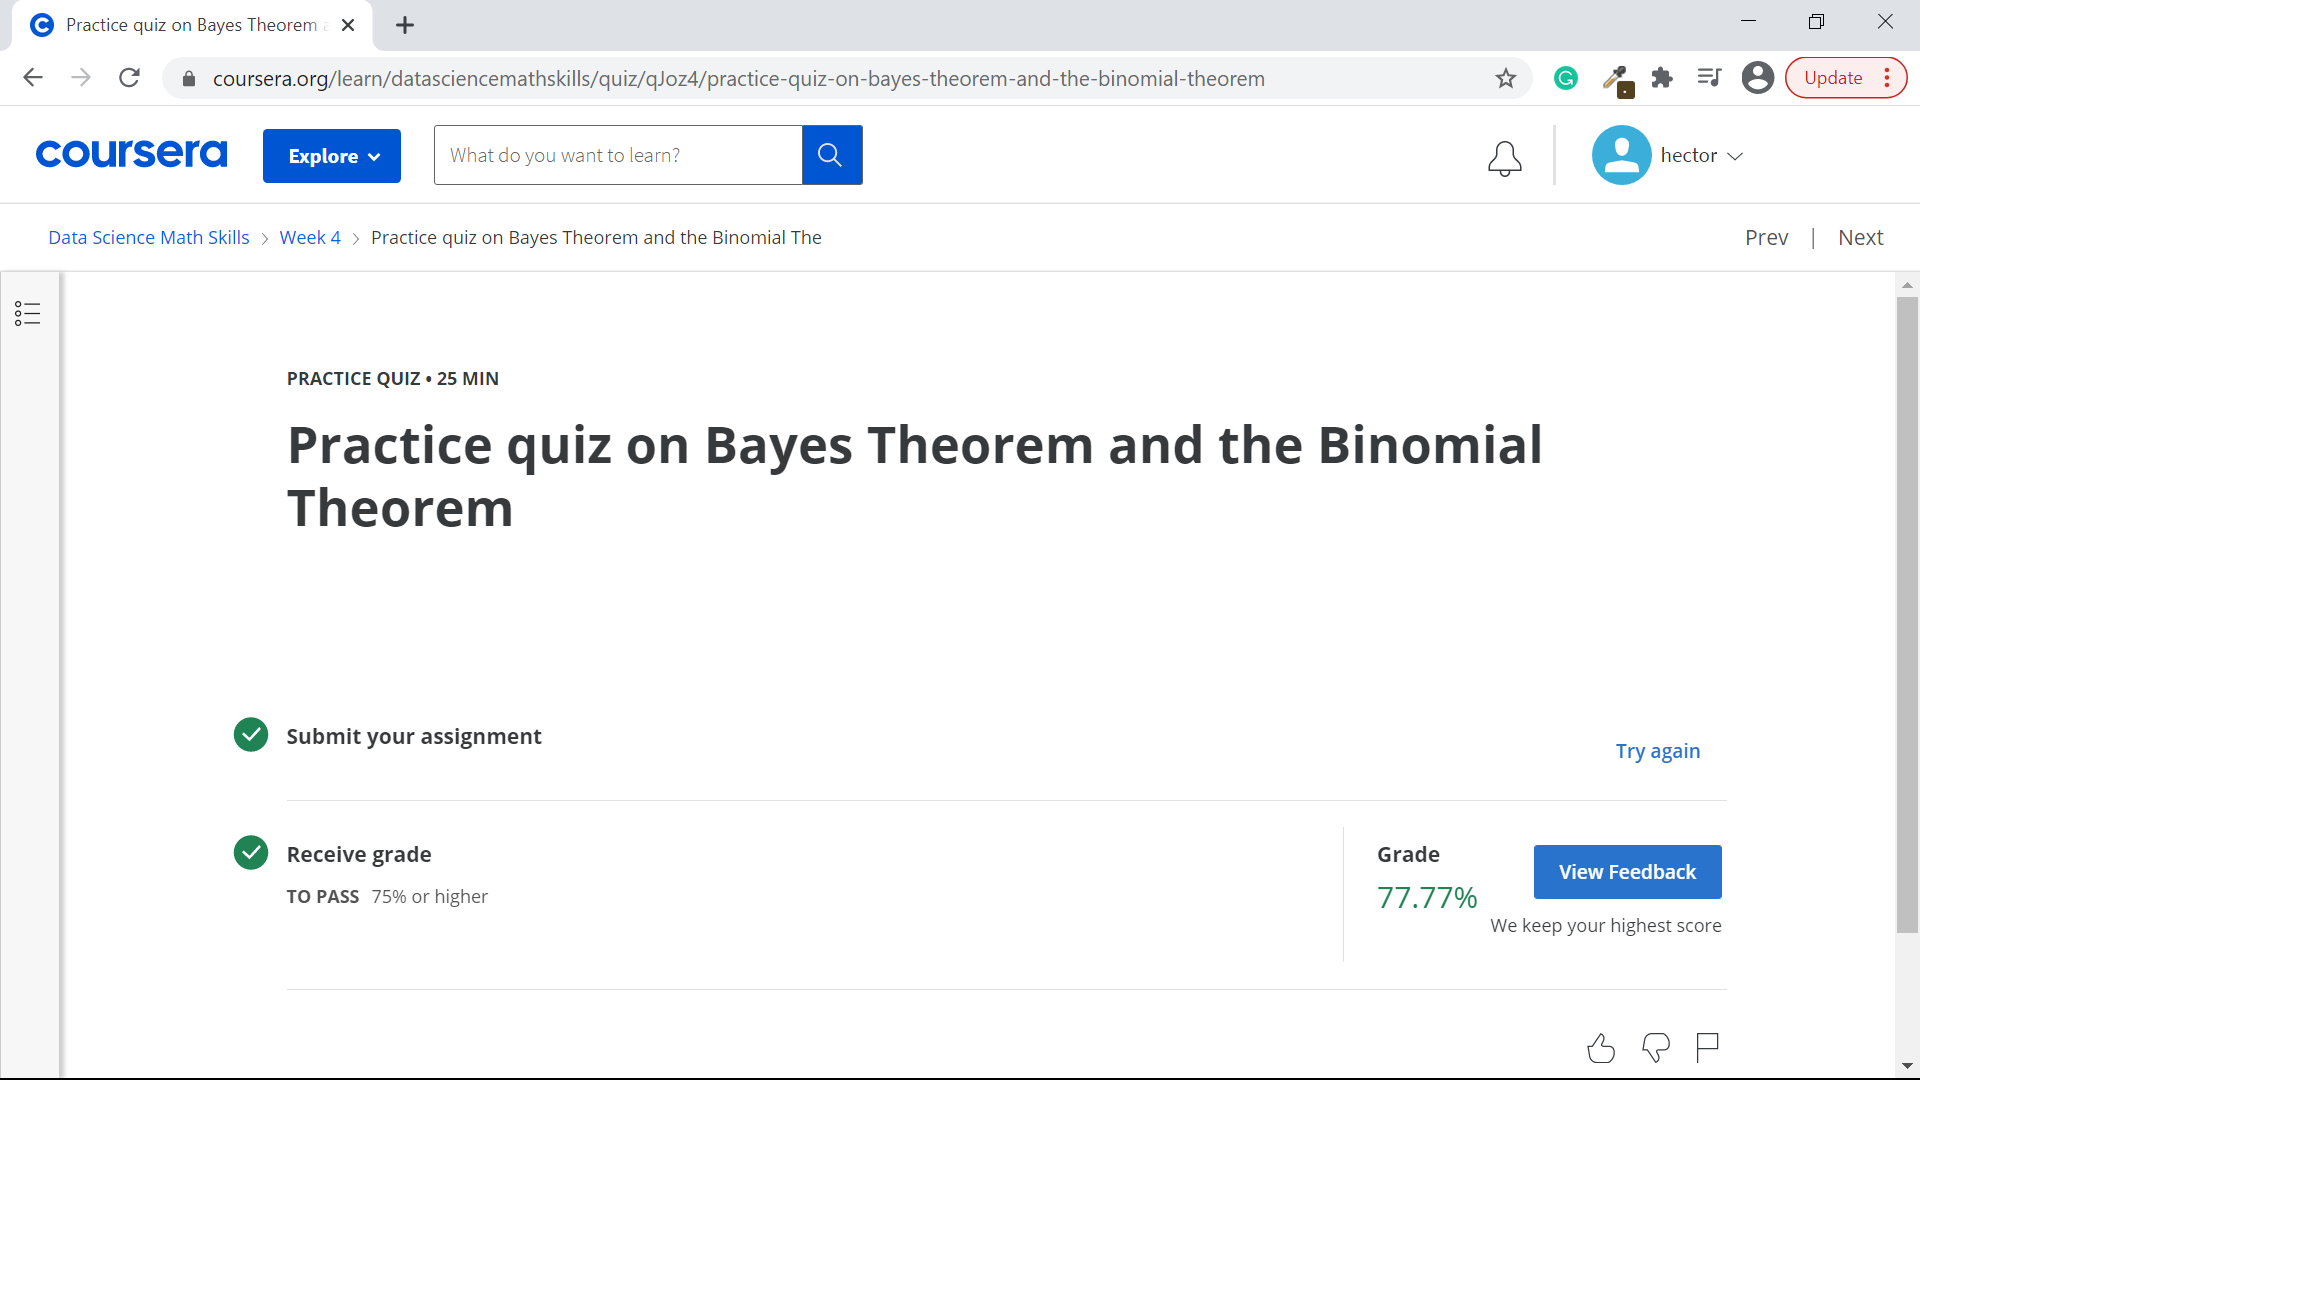 Practice quiz on Bayes Theorem
coursera.org/learn/datasciencemathskills/quiz/qJoz4/practice-quiz-on-bayes-theorem-and-the-binomial-theorem
Update
coursera
Explore
What do you want to learn?
hector
Data Science Math Skills
Week 4
Practice quiz on Bayes Theorem and the Binomial The
Prev | Next
PRACTICE QUIZ • 25 MIN
Practice quiz on Bayes Theorem and the Binomial
Theorem
Submit your assignment
Try again
Receive grade
TO PASS 75% or higher
Grade
77.77%
View Feedback
We keep your highest score